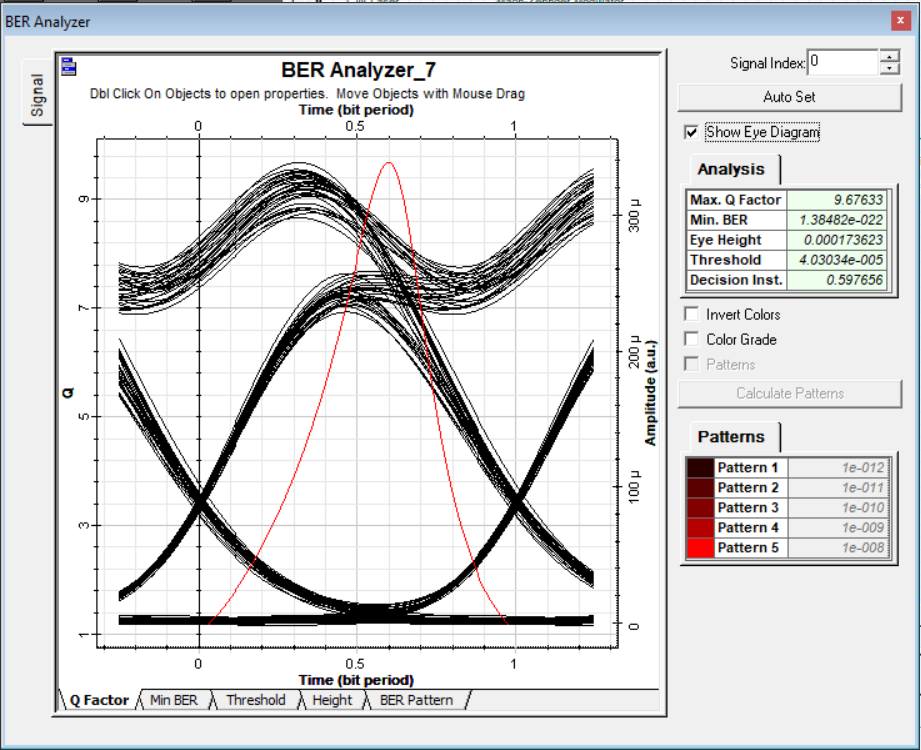 BER Analyzer
Signal
BER Analyzer_7
Dbl Click On Objects to open properties. Move Objects with Mouse Drag
Time (bit period)
0 0.5 1
9
7
5
3
1
Q
300 µ
200 µ
100 µ
0
Amplitude (a.u.)
0 0.5 1
Time (bit period)
Q Factor Min BER Threshold Height BER Pattern
Signal Index: 0
Auto Set
Show Eye Diagram
Analysis
Max. Q Factor 9.67633
Min. BER 1.38482e-022
Eye Height 0.000173623
Threshold 4.03034e-005
Decision Inst. 0.597656
Invert Colors
Color Grade
Patterns
Calculate Patterns
Patterns
Pattern 1 1e-012
Pattern 2 1e-011
Pattern 3 1e-010
Pattern 4 1e-009
Pattern 5 1e-008